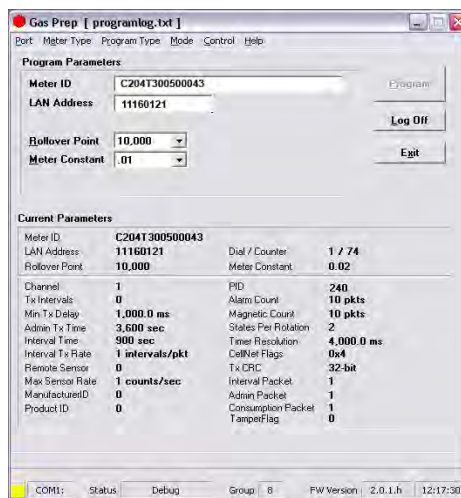 Gas Prep [ programlog.txt ]
Port Meter Type Program Type Mode Control Help
Program Parameters
Meter ID C204T300500043
Program
LAN Address 11160121
Log Off
Rollover Point 10,000
Exit
Meter Constant .01
Current Parameters
Meter ID C204T300500043
LAN Address 11160121 Dial / Counter 1 / 74
Rollover Point 10,000 Meter Constant 0.02
Channel 1 PID 240
Tx Intervals 0 Alarm Count 10 pkts
Min Tx Delay 1,000.0 ms Magnetic Count 10 pkts
Admin Tx Time 3,600 sec States Per Rotation 2
Interval Time 900 sec Timer Resolution 4,000.0 ms
Interval Tx Rate 1 intervals/pkt CellNet Flags 0x4
Remote Sensor 0 Tx CRC 32-bit
Max Sensor Rate 1 counts/sec Interval Packet 1
ManufacturerID 0 Admin Packet 1
Product ID 0 Consumption Packet 1
TamperFlag 0
COM1: Status Debug Group 8 FW Version 2.0.1.h 12:17:30